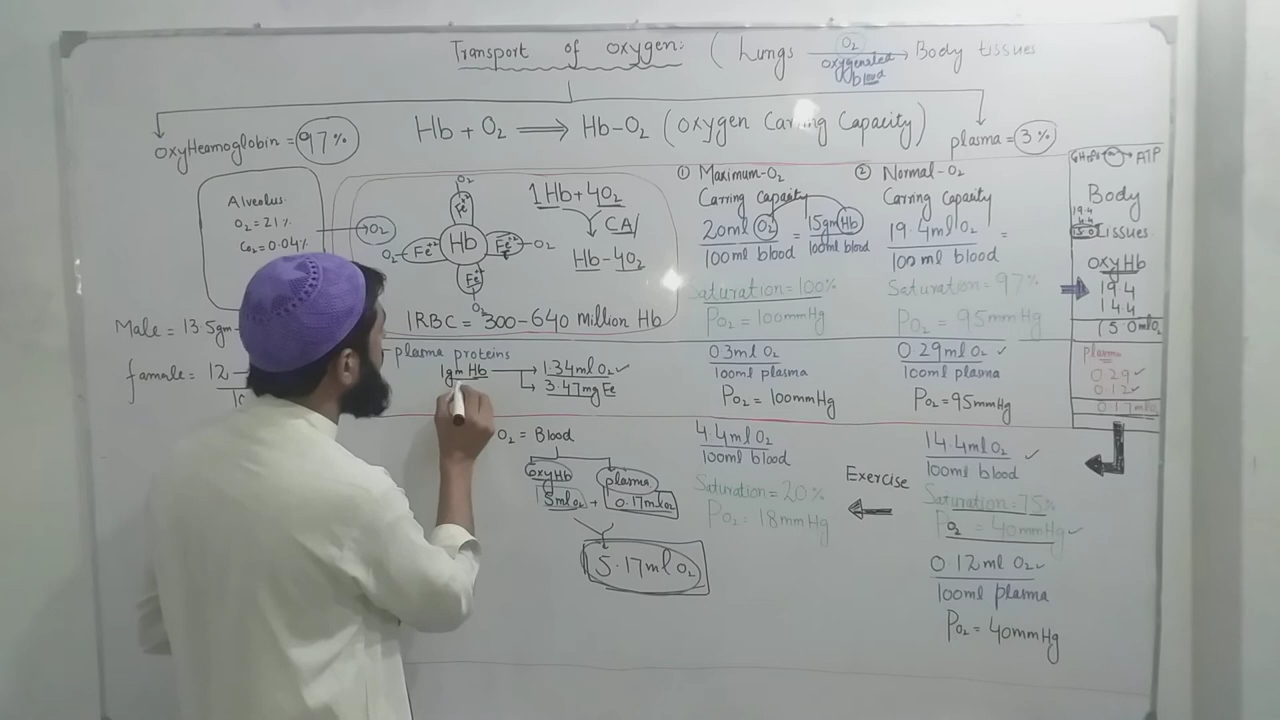 Transport of oxygen: (Lungs O2 oxygenated blood Body tissues
Hb + O2 ⟹ Hb-O2 (Oxygen Carring Capacity)
oxyHeamoglobin = 97%
plasma = 3%
Alveolus
O2 = 21%
CO2 = 0.04%
O2
O2
Fe++
O2 Fe++ Hb Fe++ O2
Fe++
O2
1Hb + 4O2
CA/
Hb-4O2
1RBC = 300-640 Million Hb
Male = 13.5gm
famale = 12
plasma proteins
1gm Hb → 1.34ml O2 ✓
→ 3.47mg Fe
O2 = Blood
OxyHb plasma
15ml O2 + 0.17ml O2
5.17ml O2
① Maximum-O2
Carring capacity
20ml O2 = 15gm Hb
100ml blood 100ml blood
Saturation = 100%
PO2 = 100mmHg
0.3ml O2
100ml plasma
PO2 = 100mmHg
4.4ml O2
100ml blood
Saturation = 20%
PO2 = 18mmHg
② Normal-O2
Carring capacity
19.4ml O2 =
100ml blood
Saturation = 97%
PO2 = 95mmHg
0.29ml O2 ✓
100ml plasma
PO2 = 95mmHg
Exercise
14.4ml O2 ✓
100ml blood
Saturation = 75%
PO2 = 40mmHg ✓
0.12ml O2 ✓
100ml plasma
PO2 = 40mmHg
→ ATP
Body
Tissues
oxyHb
19.4
14.4
5.0mlO2
plasma
0.29 ✓
0.12 ✓
0.17mlO2